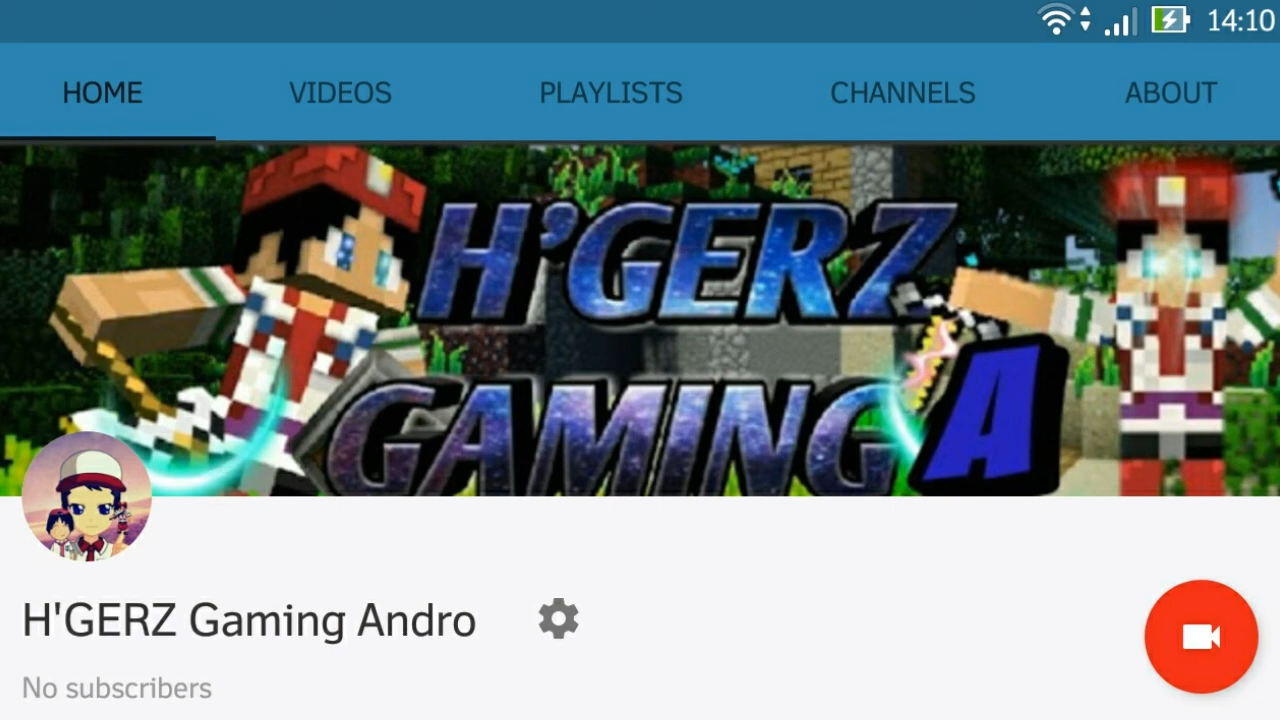 14:10
HOME VIDEOS PLAYLISTS CHANNELS ABOUT
H'GERZ
GAMING A
H'GERZ Gaming Andro
No subscribers